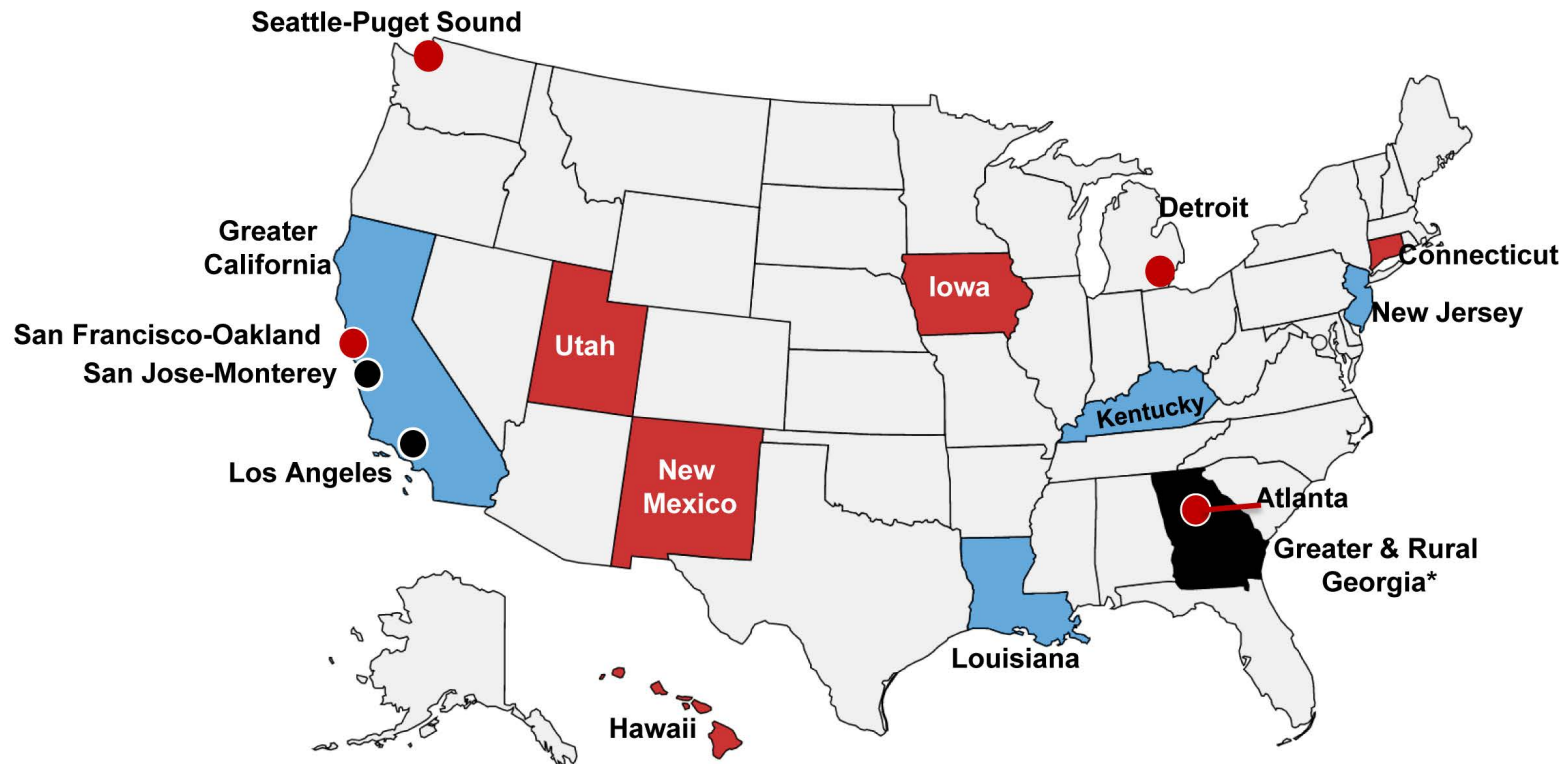 Seattle-Puget Sound
Detroit
Greater
California
Connecticut
Iowa
New Jersey
San Francisco-Oakland
Utah
San Jose-Monterey
Kentucky
Los Angeles
New
Mexico
Atlanta
Greater & Rural
Georgia*
Louisiana
Hawaii